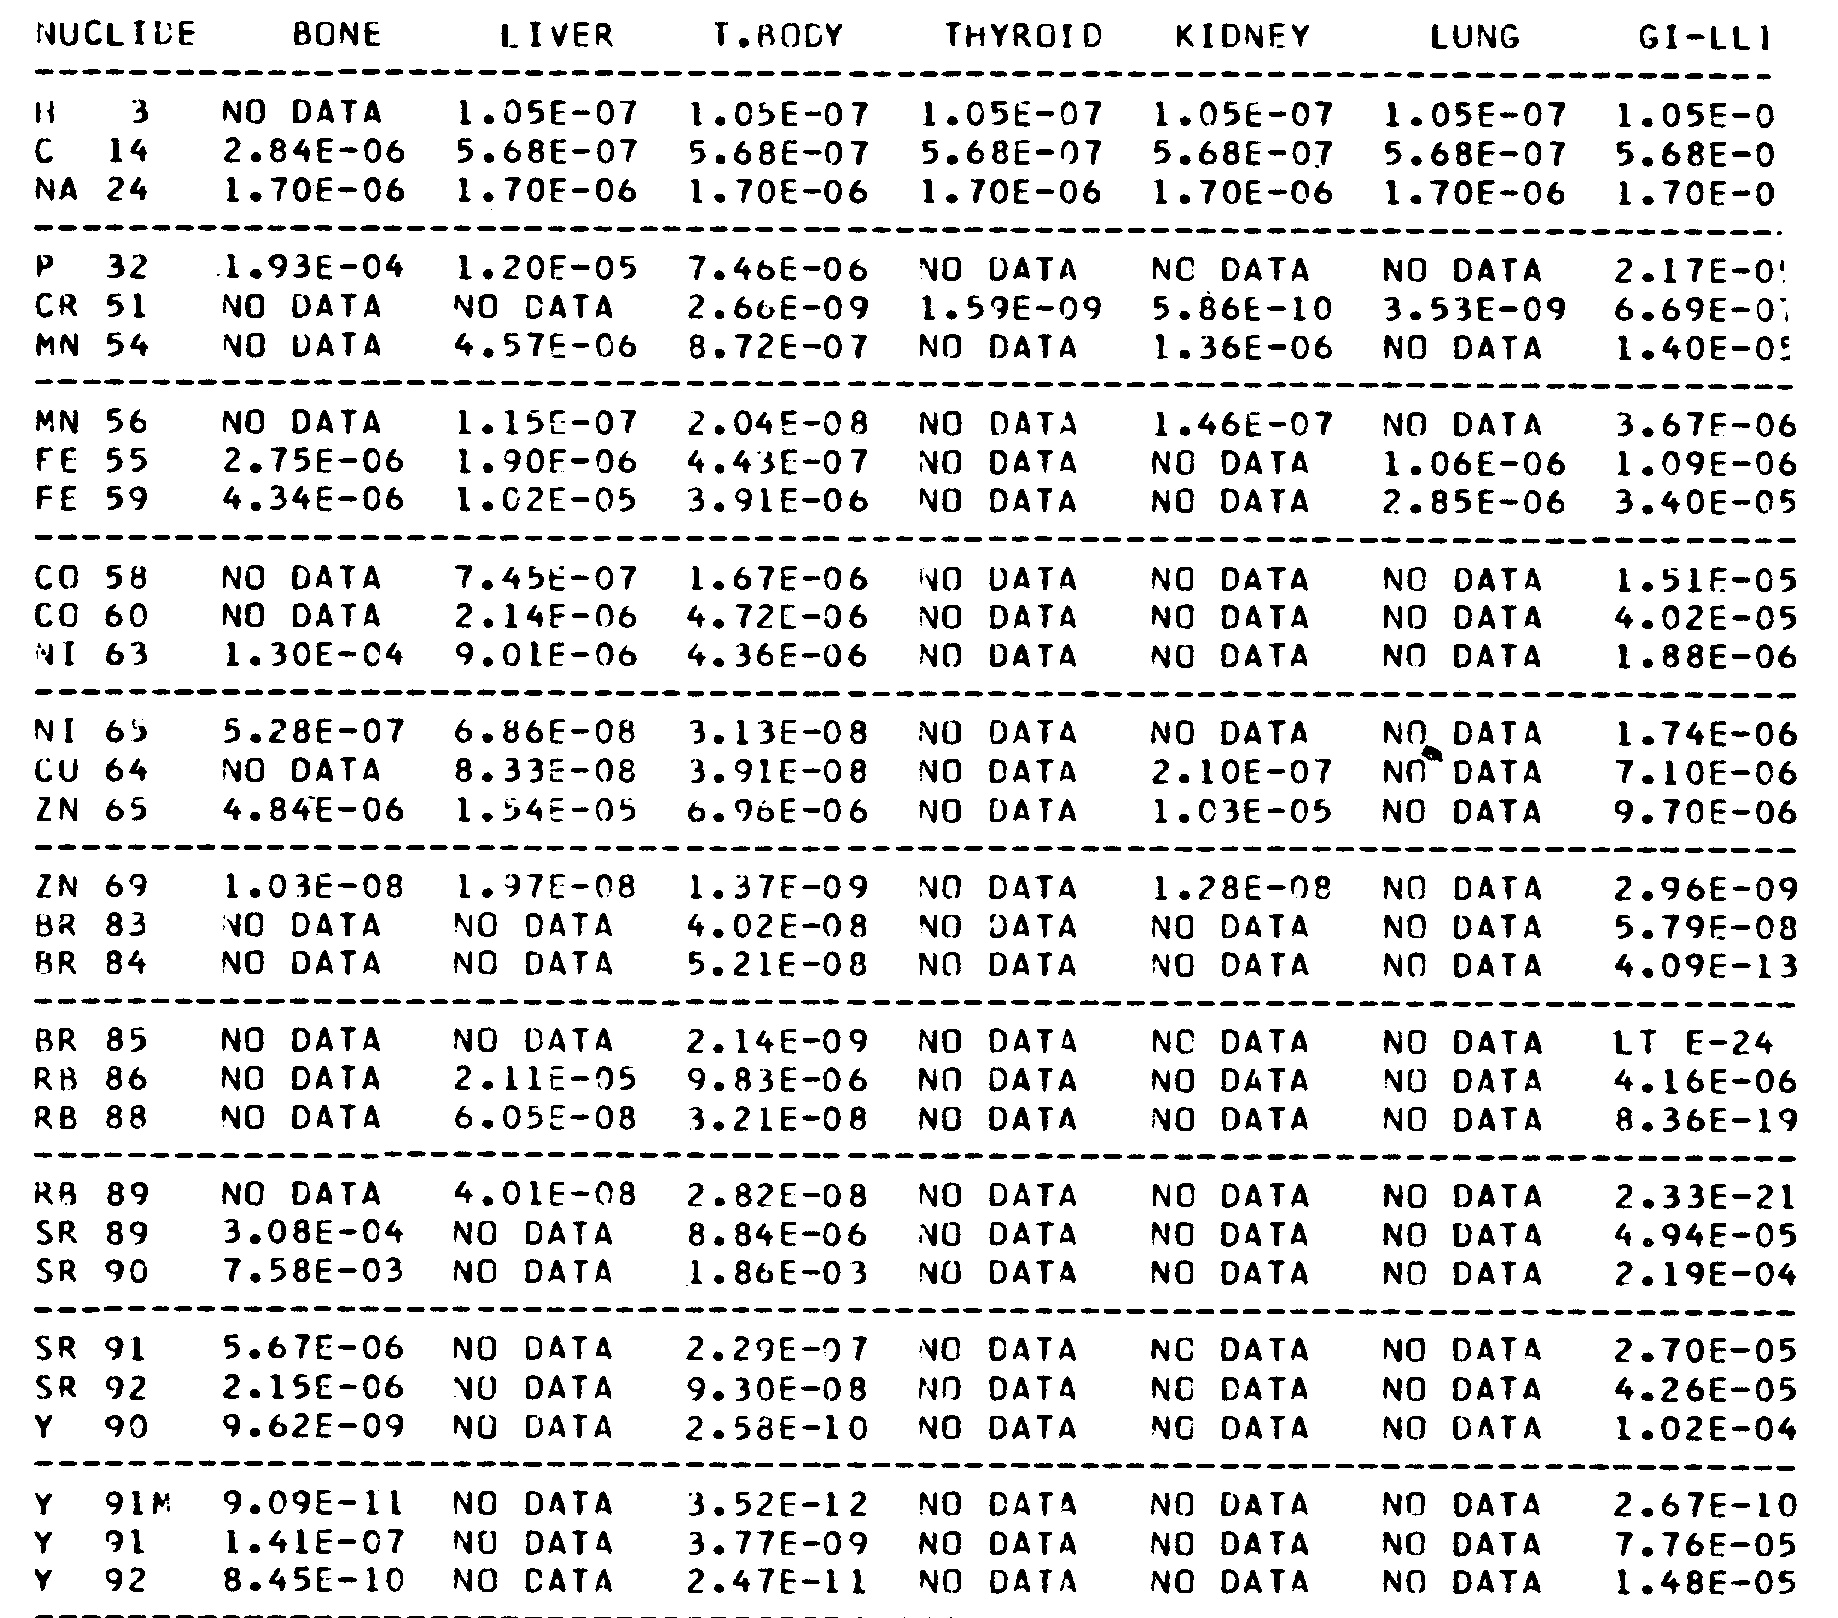 NUCLIDE BONE LIVER T.BODY THYROID KIDNEY LUNG GI-LLI
H 3 NO DATA 1.05E-07 1.05E-07 1.05E-07 1.05E-07 1.05E-07 1.05E-0
C 14 2.84E-06 5.68E-07 5.68E-07 5.68E-07 5.68E-07 5.68E-07 5.68E-0
NA 24 1.70E-06 1.70E-06 1.70E-06 1.70E-06 1.70E-06 1.70E-06 1.70E-0
P 32 1.93E-04 1.20E-05 7.46E-06 NO DATA NO DATA NO DATA 2.17E-0
CR 51 NO DATA NO DATA 2.66E-09 1.59E-09 5.86E-10 3.53E-09 6.69E-07
MN 54 NO DATA 4.57E-06 8.72E-07 NO DATA 1.36E-06 NO DATA 1.40E-05
MN 56 NO DATA 1.15E-07 2.04E-08 NO DATA 1.46E-07 NO DATA 3.67E-06
FE 55 2.75E-06 1.90E-06 4.43E-07 NO DATA NO DATA 1.06E-06 1.09E-06
FE 59 4.34E-06 1.02E-05 3.91E-06 NO DATA NO DATA 2.85E-06 3.40E-05
CO 58 NO DATA 7.45E-07 1.67E-06 NO DATA NO DATA NO DATA 1.51E-05
CO 60 NO DATA 2.14E-06 4.72E-06 NO DATA NO DATA NO DATA 4.02E-05
NI 63 1.30E-04 9.01E-06 4.36E-06 NO DATA NO DATA NO DATA 1.88E-06
NI 65 5.28E-07 6.86E-08 3.13E-08 NO DATA NO DATA NO DATA 1.74E-06
CU 64 NO DATA 8.33E-08 3.91E-08 NO DATA 2.10E-07 NO DATA 7.10E-06
ZN 65 4.84E-06 1.54E-05 6.96E-06 NO DATA 1.03E-05 NO DATA 9.70E-06
ZN 69 1.03E-08 1.97E-08 1.37E-09 NO DATA 1.28E-08 NO DATA 2.96E-09
BR 83 NO DATA NO DATA 4.02E-08 NO DATA NO DATA NO DATA 5.79E-08
BR 84 NO DATA NO DATA 5.21E-08 NO DATA NO DATA NO DATA 4.09E-13
BR 85 NO DATA NO DATA 2.14E-09 NO DATA NO DATA NO DATA LT E-24
RB 86 NO DATA 2.11E-05 9.83E-06 NO DATA NO DATA NO DATA 4.16E-06
RB 88 NO DATA 6.05E-08 3.21E-08 NO DATA NO DATA NO DATA 8.36E-19
RB 89 NO DATA 4.01E-08 2.82E-08 NO DATA NO DATA NO DATA 2.33E-21
SR 89 3.08E-04 NO DATA 8.84E-06 NO DATA NO DATA NO DATA 4.94E-05
SR 90 7.58E-03 NO DATA 1.86E-03 NO DATA NO DATA NO DATA 2.19E-04
SR 91 5.67E-06 NO DATA 2.29E-07 NO DATA NO DATA NO DATA 2.70E-05
SR 92 2.15E-06 NO DATA 9.30E-08 NO DATA NO DATA NO DATA 4.26E-05
Y 90 9.62E-09 NO DATA 2.58E-10 NO DATA NO DATA NO DATA 1.02E-04
Y 91M 9.09E-11 NO DATA 3.52E-12 NO DATA NO DATA NO DATA 2.67E-10
Y 91 1.41E-07 NO DATA 3.77E-09 NO DATA NO DATA NO DATA 7.76E-05
Y 92 8.45E-10 NO DATA 2.47E-11 NO DATA NO DATA NO DATA 1.48E-05